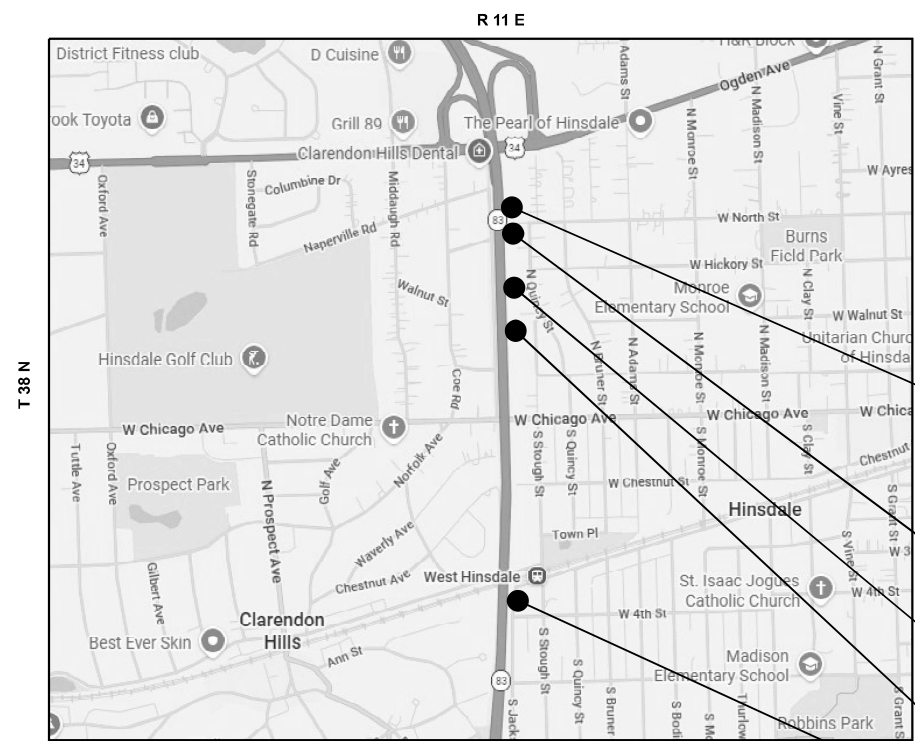 R 11 E
T 38 N
District Fitness club
D Cuisine
H&R Block
Adams St
Ogden Ave
N Grant St
ook Toyota
Grill 89
The Pearl of Hinsdale
N Madison St
Vine St
N Monroe St
34
Clarendon Hills Dental
34
W Ayres
Oxford Ave
Stonegate Rd
Columbine Dr
Middaugh Rd
Naperville Rd
83
W North St
Burns
Field Park
W Hickory St
N Clay St
Walnut St
N Quincy St
Monroe
Elementary School
W Walnut St
Unitarian Churc
of Hinsda
Hinsdale Golf Club
Coe Rd
N Bruner St
N Adams St
N Monroe St
N Madison St
W Chicago Ave
Notre Dame
Catholic Church
W Chicago Ave
W Chicago Ave
W Chica
Tuttle Ave
Oxford Ave
Prospect Park
N Prospect Ave
Goff Ave
Norfolk Ave
S Stough St
S Quincy St
S Monroe St
S Clay St
Chestnut
W Chestnut St
Hinsdale
S Grant St
Waverly Ave
Town Pl
S Vine St
W 3
Gilbert Ave
Chestnut Ave
West Hinsdale
St. Isaac Jogues
Catholic Church
W 4th St
W 4th St
Clarendon
Hills
Best Ever Skin
Ann St
S Stough St
S Quincy St
Madison
Elementary School
83
S Jacks
S Bruner
S Bodi
S Mo
Thurlow
Robbins Park
S Grant S